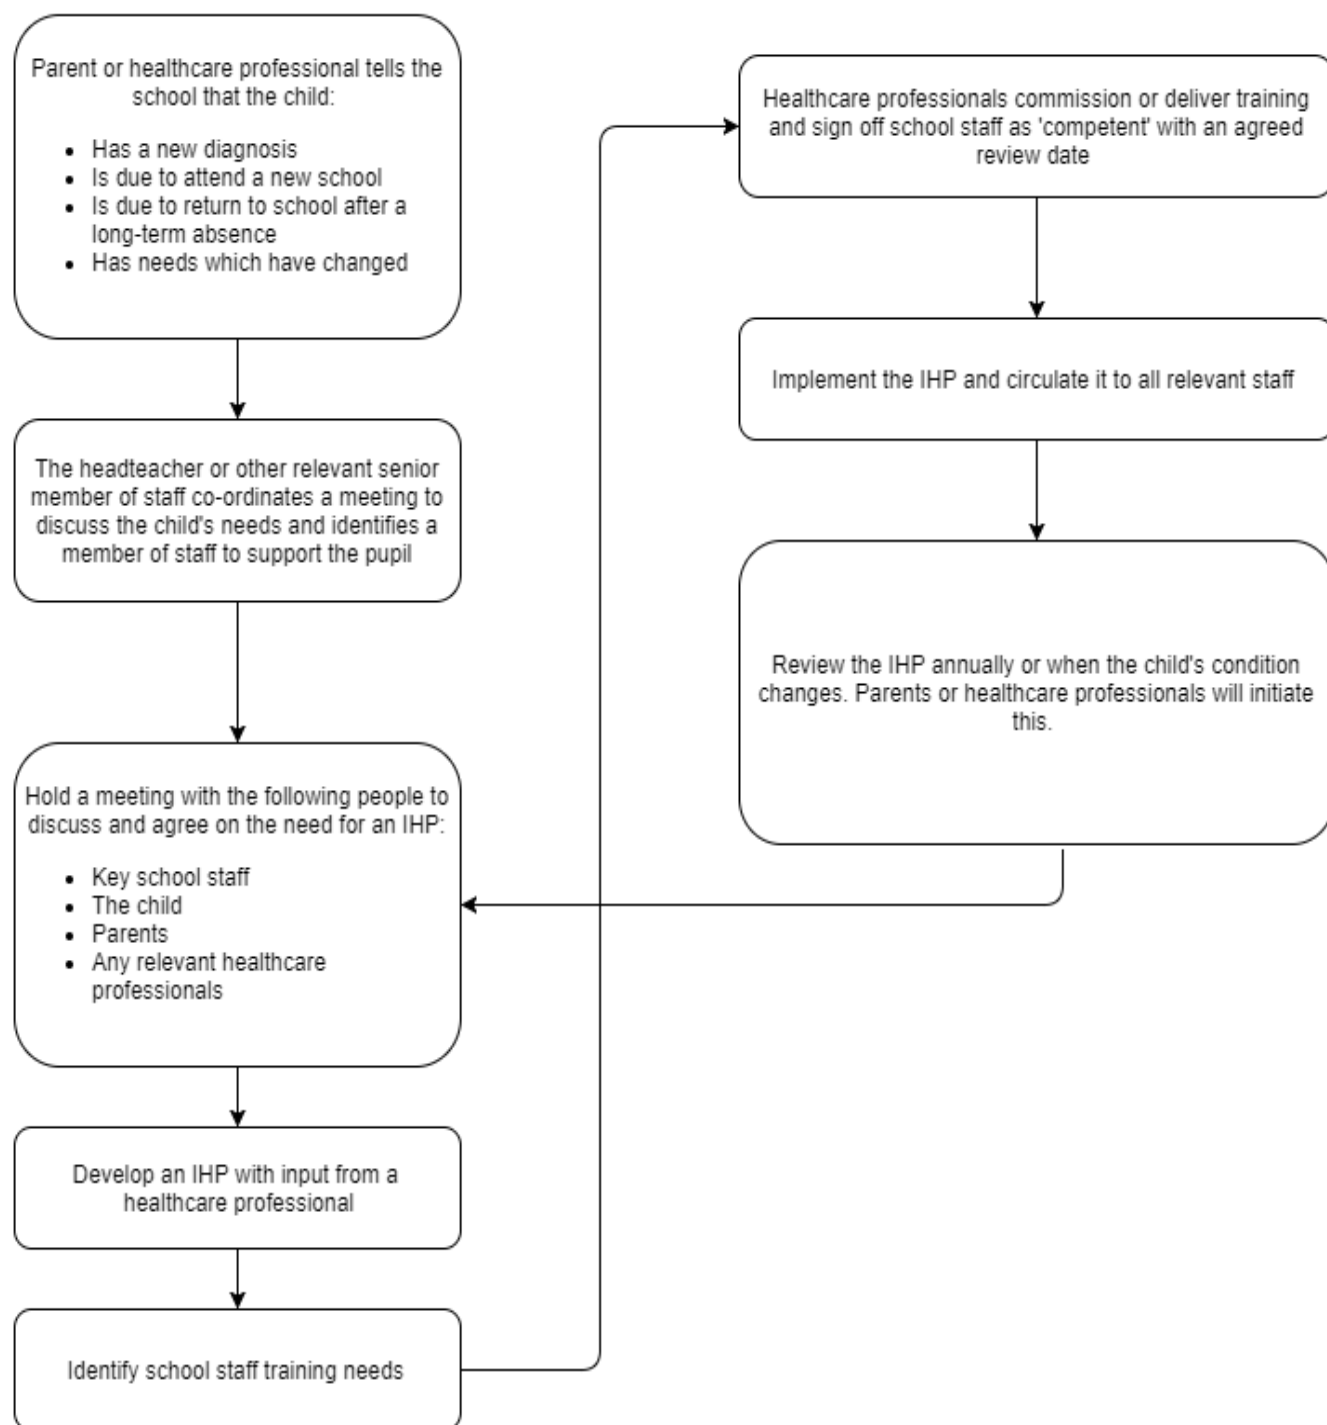 Parent or healthcare professional tells the
school that the child:
• Has a new diagnosis
• Is due to attend a new school
• Is due to return to school after a
long-term absence
• Has needs which have changed
The headteacher or other relevant senior
member of staff co-ordinates a meeting to
discuss the child's needs and identifies a
member of staff to support the pupil
Hold a meeting with the following people to
discuss and agree on the need for an IHP:
• Key school staff
• The child
• Parents
• Any relevant healthcare
professionals
Develop an IHP with input from a
healthcare professional
Identify school staff training needs
Healthcare professionals commission or deliver training
and sign off school staff as 'competent' with an agreed
review date
Implement the IHP and circulate it to all relevant staff
Review the IHP annually or when the child's condition
changes. Parents or healthcare professionals will initiate
this.